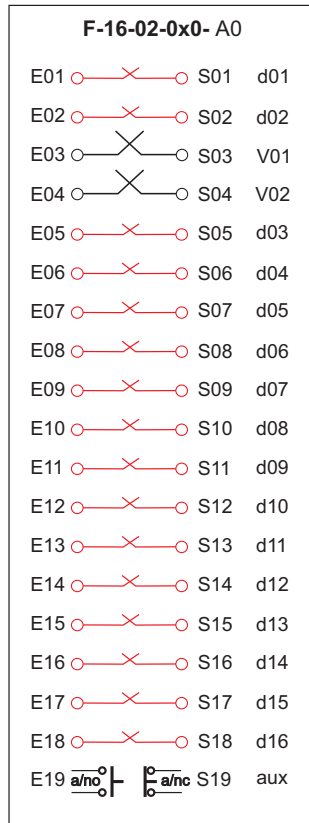 F-16-02-0x0- A0
E01 S01 d01
E02 S02 d02
E03 S03 V01
E04 S04 V02
E05 S05 d03
E06 S06 d04
E07 S07 d05
E08 S08 d06
E09 S09 d07
E10 S10 d08
E11 S11 d09
E12 S12 d10
E13 S13 d11
E14 S14 d12
E15 S15 d13
E16 S16 d14
E17 S17 d15
E18 S18 d16
E19 a/no a/nc S19 aux